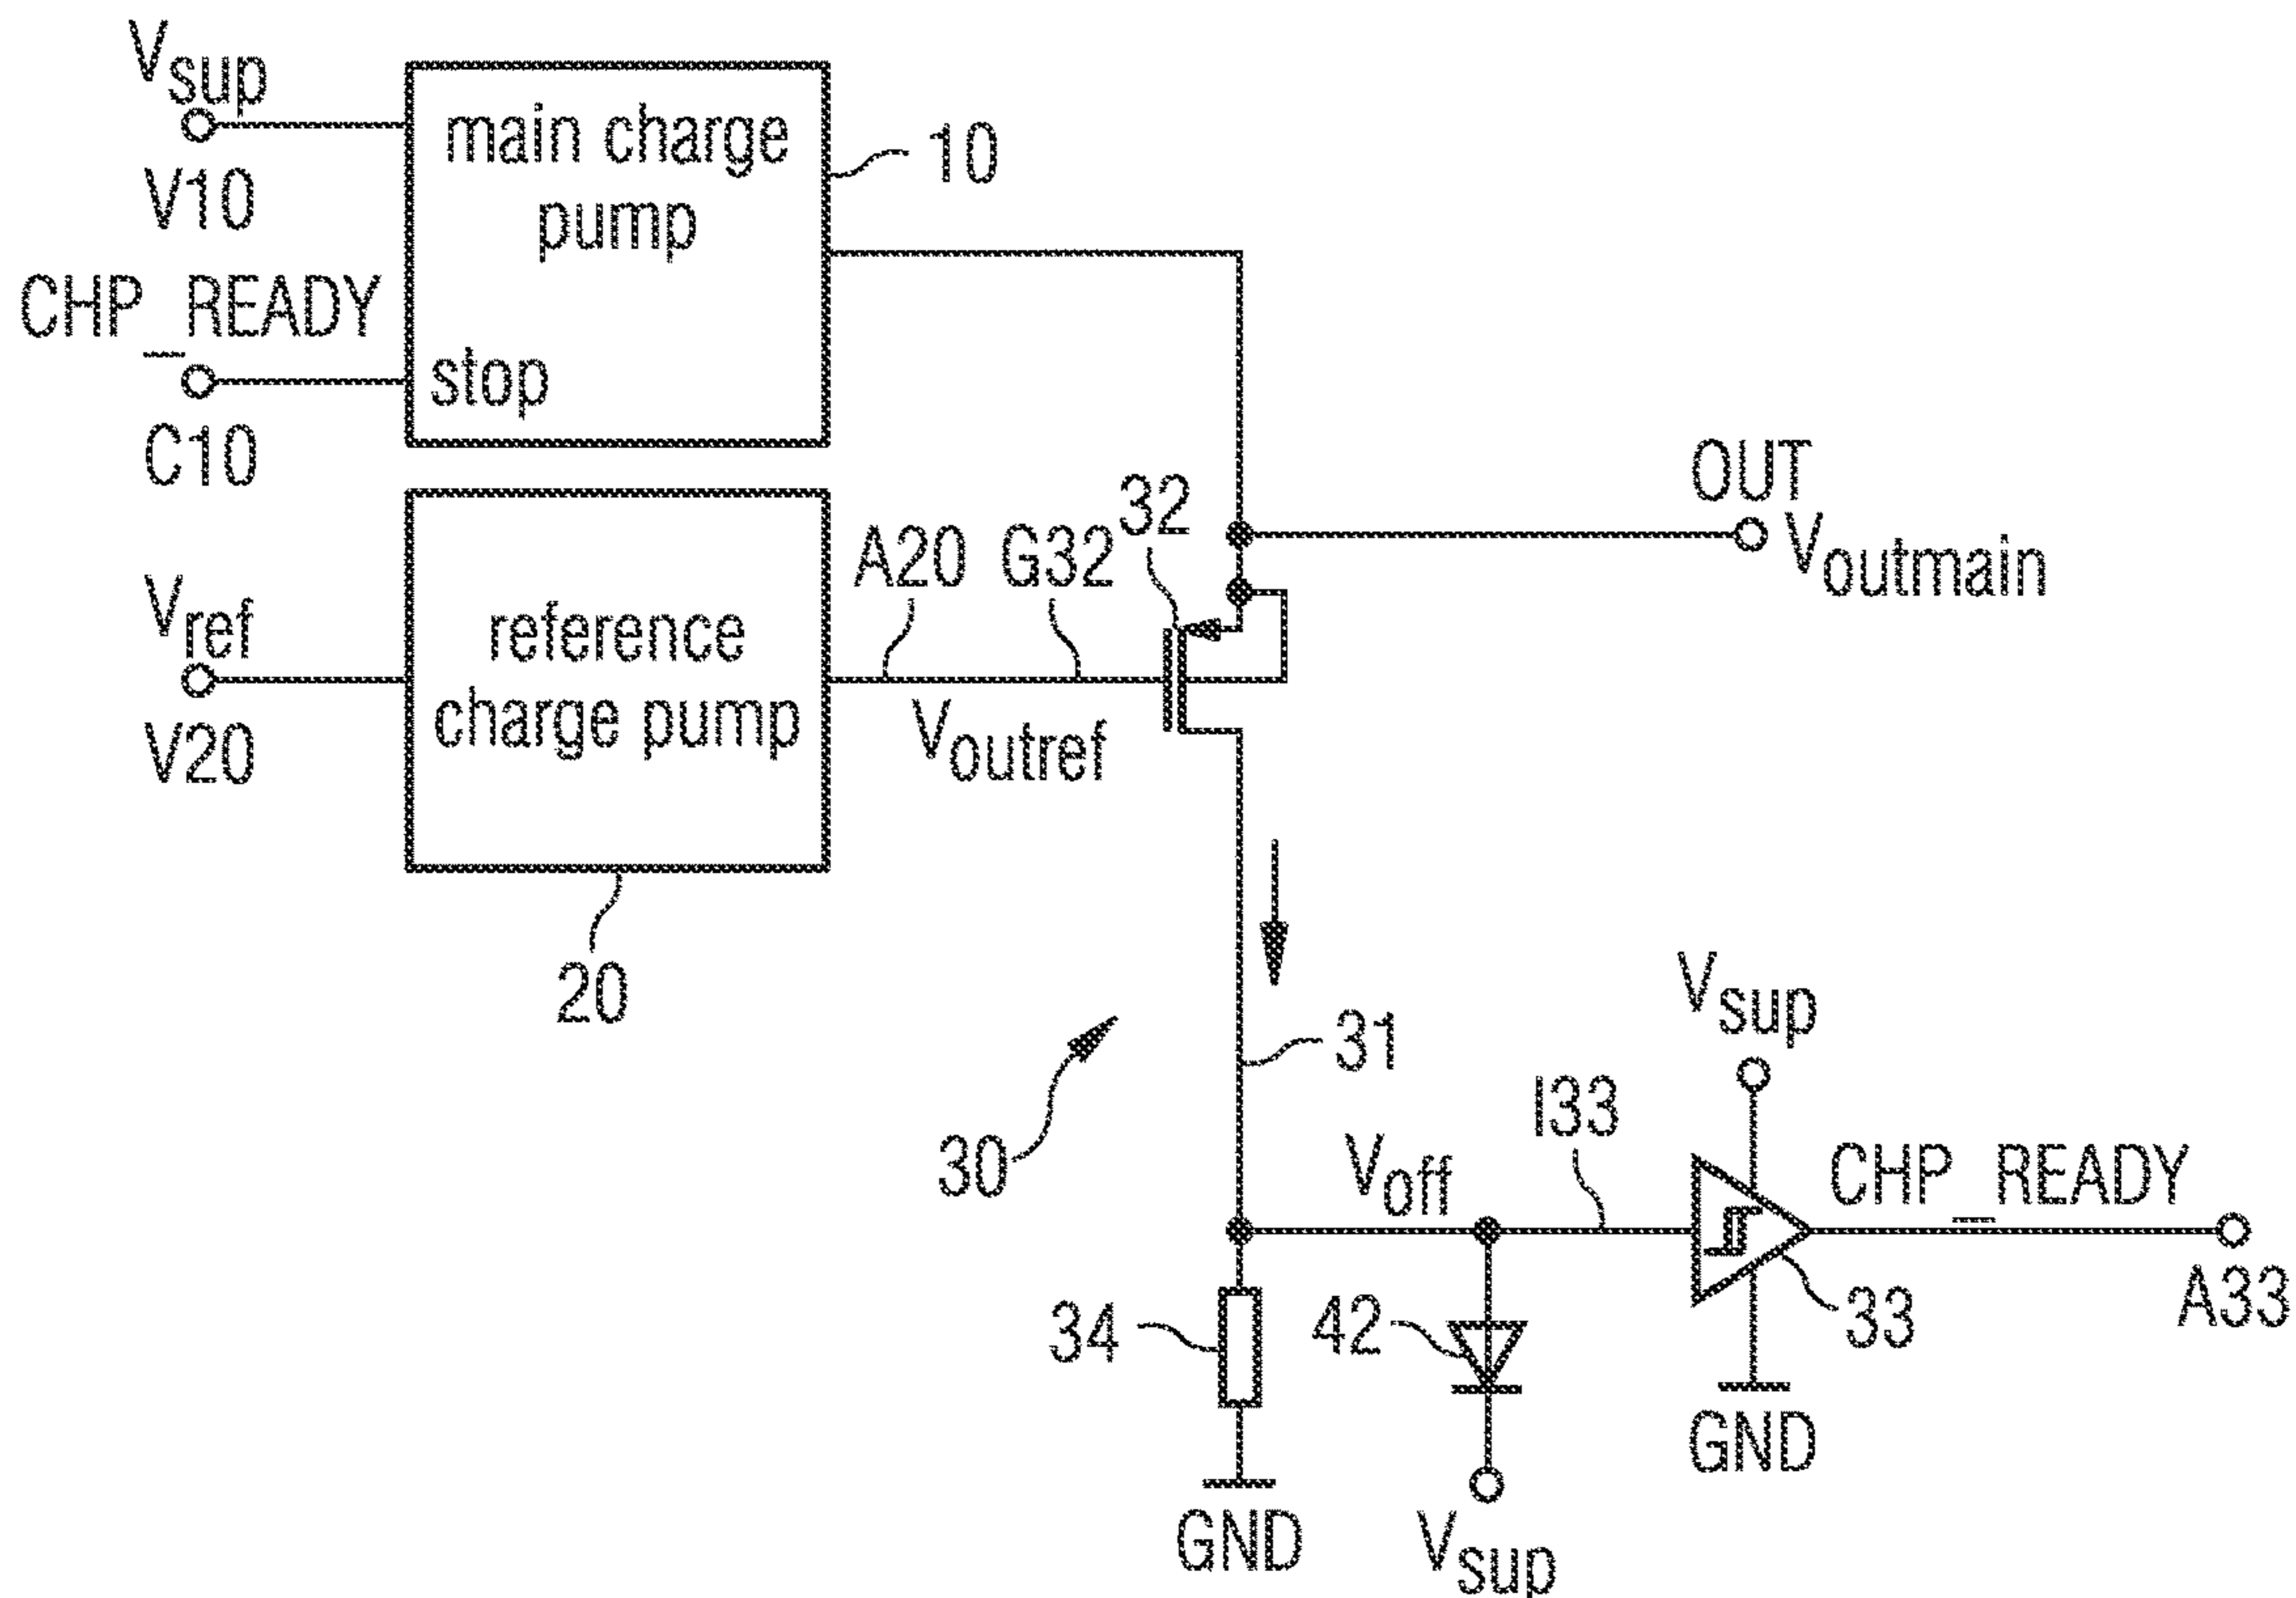 Vsup
V10
CHP_READY
C10
main charge
pump
stop
10
Vref
V20
reference
charge pump
20
A20
G32
Voutref
32
OUT
Voutmain
30
31
Voff
I33
Vsup
CHP_READY
A33
33
GND
34
GND
42
Vsup